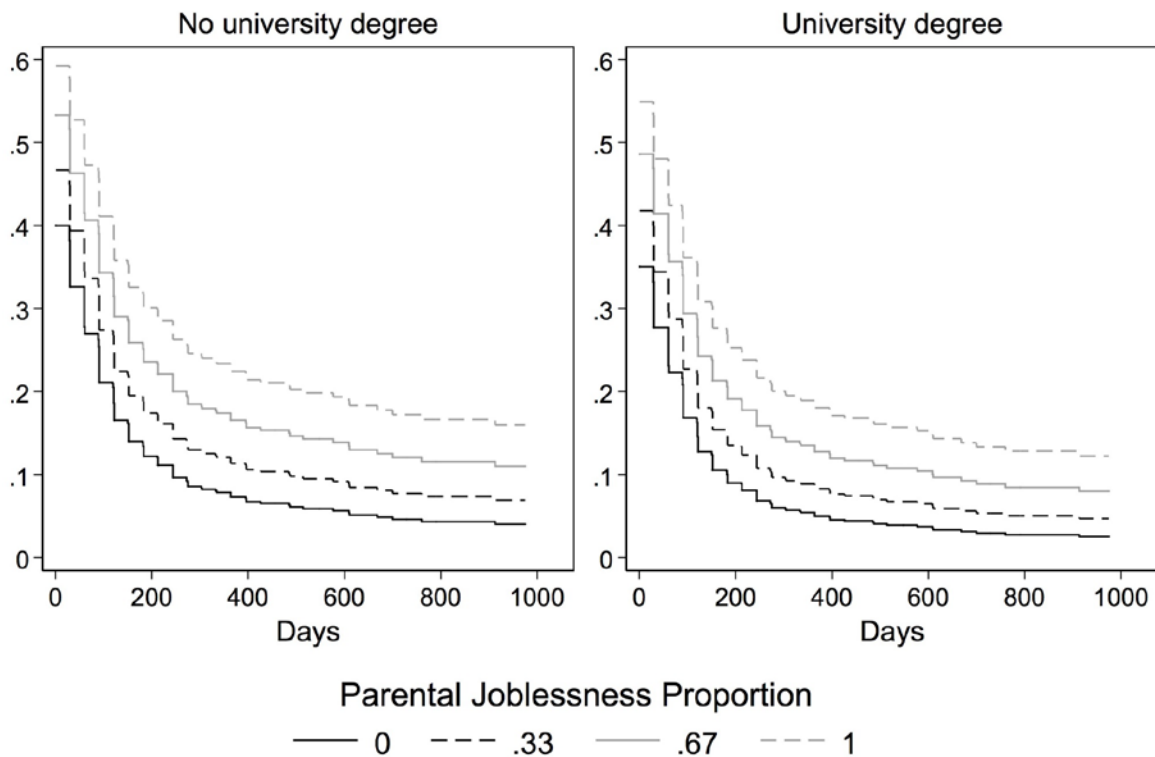 No university degree
University degree
.6
.5
.4
.3
.2
.1
0
0 200 400 600 800 1000
Days
.6
.5
.4
.3
.2
.1
0
0 200 400 600 800 1000
Days
Parental Joblessness Proportion
0 .33 .67 1